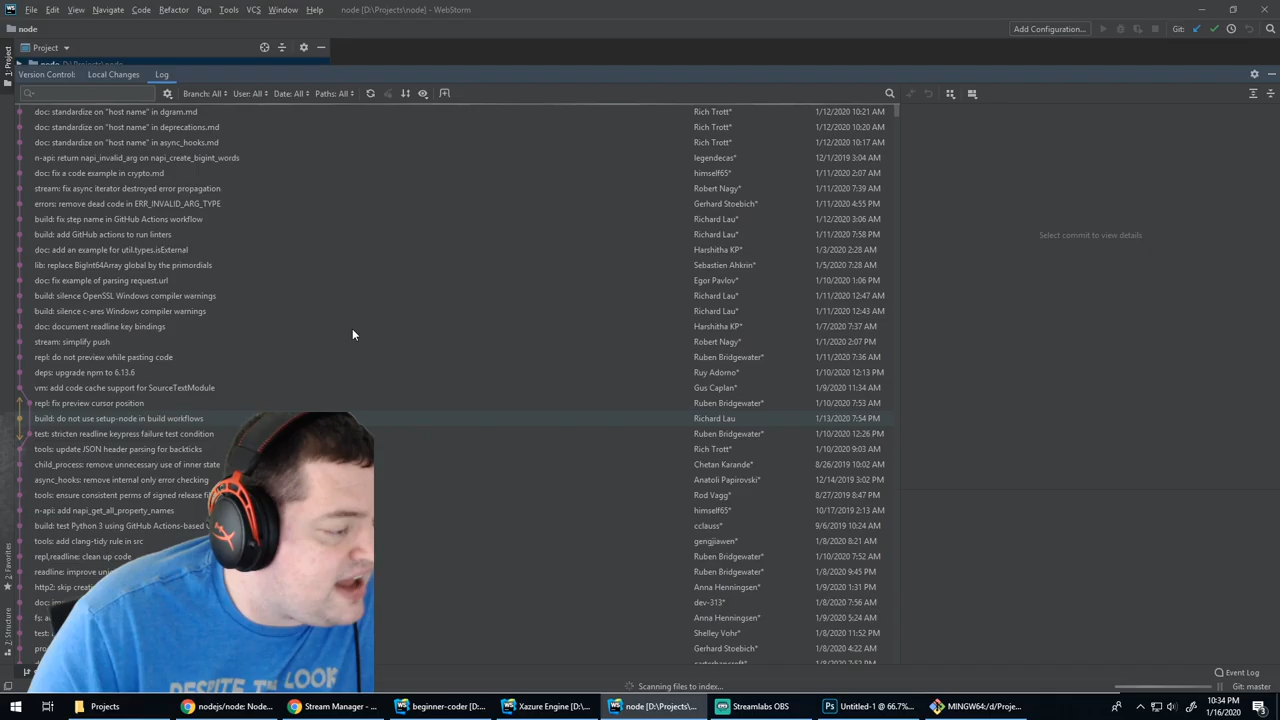 WS File Edit View Navigate Code Refactor Run Tools VCS Window Help node [D:\Projects\node] - WebStorm
node Add Configuration... Git:
Project
1: Project
node D:\Projects\node
Version Control: Local Changes Log
Branch: All User: All Date: All Paths: All
doc: standardize on "host name" in dgram.md Rich Trott* 1/12/2020 10:21 AM
doc: standardize on "host name" in deprecations.md Rich Trott* 1/12/2020 10:20 AM
doc: standardize on "host name" in async_hooks.md Rich Trott* 1/12/2020 10:17 AM
n-api: return napi_invalid_arg on napi_create_bigint_words legendecas* 12/1/2019 3:04 AM
doc: fix a code example in crypto.md himself65* 1/11/2020 2:07 AM
stream: fix async iterator destroyed error propagation Robert Nagy* 1/11/2020 7:39 AM
errors: remove dead code in ERR_INVALID_ARG_TYPE Gerhard Stoebich* 1/11/2020 4:55 PM
build: fix step name in GitHub Actions workflow Richard Lau* 1/12/2020 3:06 AM
build: add GitHub actions to run linters Richard Lau* 1/11/2020 7:58 PM
doc: add an example for util.types.isExternal Harshitha KP* 1/3/2020 2:28 AM
lib: replace BigInt64Array global by the primordials Sebastien Ahkrin* 1/5/2020 7:28 AM
doc: fix example of parsing request.url Egor Pavlov* 1/10/2020 1:06 PM
build: silence OpenSSL Windows compiler warnings Richard Lau* 1/11/2020 12:47 AM
build: silence c-ares Windows compiler warnings Richard Lau* 1/11/2020 12:43 AM
doc: document readline key bindings Harshitha KP* 1/7/2020 7:37 AM
stream: simplify push Robert Nagy* 1/1/2020 2:07 PM
repl: do not preview while pasting code Ruben Bridgewater* 1/11/2020 7:36 AM
deps: upgrade npm to 6.13.6 Ruy Adorno* 1/10/2020 12:13 PM
vm: add code cache support for SourceTextModule Gus Caplan* 1/9/2020 11:34 AM
repl: fix preview cursor position Ruben Bridgewater* 1/10/2020 7:53 AM
build: do not use setup-node in build workflows Richard Lau 1/13/2020 7:54 PM
test: stricten readline keypress failure test condition Ruben Bridgewater* 1/10/2020 12:26 PM
tools: update JSON header parsing for backticks Rich Trott* 1/10/2020 9:03 AM
child_process: remove unnecessary use of inner state Chetan Karande* 8/26/2019 10:02 AM
async_hooks: remove internal only error checking Anatoli Papirovski* 12/14/2019 3:02 PM
tools: ensure consistent perms of signed release Rod Vagg* 8/27/2019 8:47 PM
n-api: add napi_get_all_property_names himself65* 10/17/2019 2:13 AM
build: test Python 3 using GitHub Actions-based cclauss* 9/6/2019 10:24 AM
tools: add clang-tidy rule in src gengjiawen* 1/8/2020 8:21 AM
repl,readline: clean up code Ruben Bridgewater* 1/10/2020 7:52 AM
readline: improve Ruben Bridgewater* 1/8/2020 9:45 PM
http2: skip Anna Henningsen* 1/9/2020 1:31 PM
doc: dev-313* 1/8/2020 7:56 AM
fs: Anna Henningsen* 1/9/2020 5:24 AM
test: Shelley Vohr* 1/8/2020 11:52 PM
Gerhard Stoebich* 1/8/2020 4:22 AM
Select commit to view details
2: Favorites
7: Structure
DESPITE THE LOOK
Event Log
Scanning files to index... Git: master
Projects nodejs/node: Node... Stream Manager - ... beginner-coder [D:... Xazure Engine [D:\... node [D:\Projects\... Streamlabs OBS Untitled-1 @ 66.7%... MINGW64:/d/Proje... 10:34 PM
1/16/2020